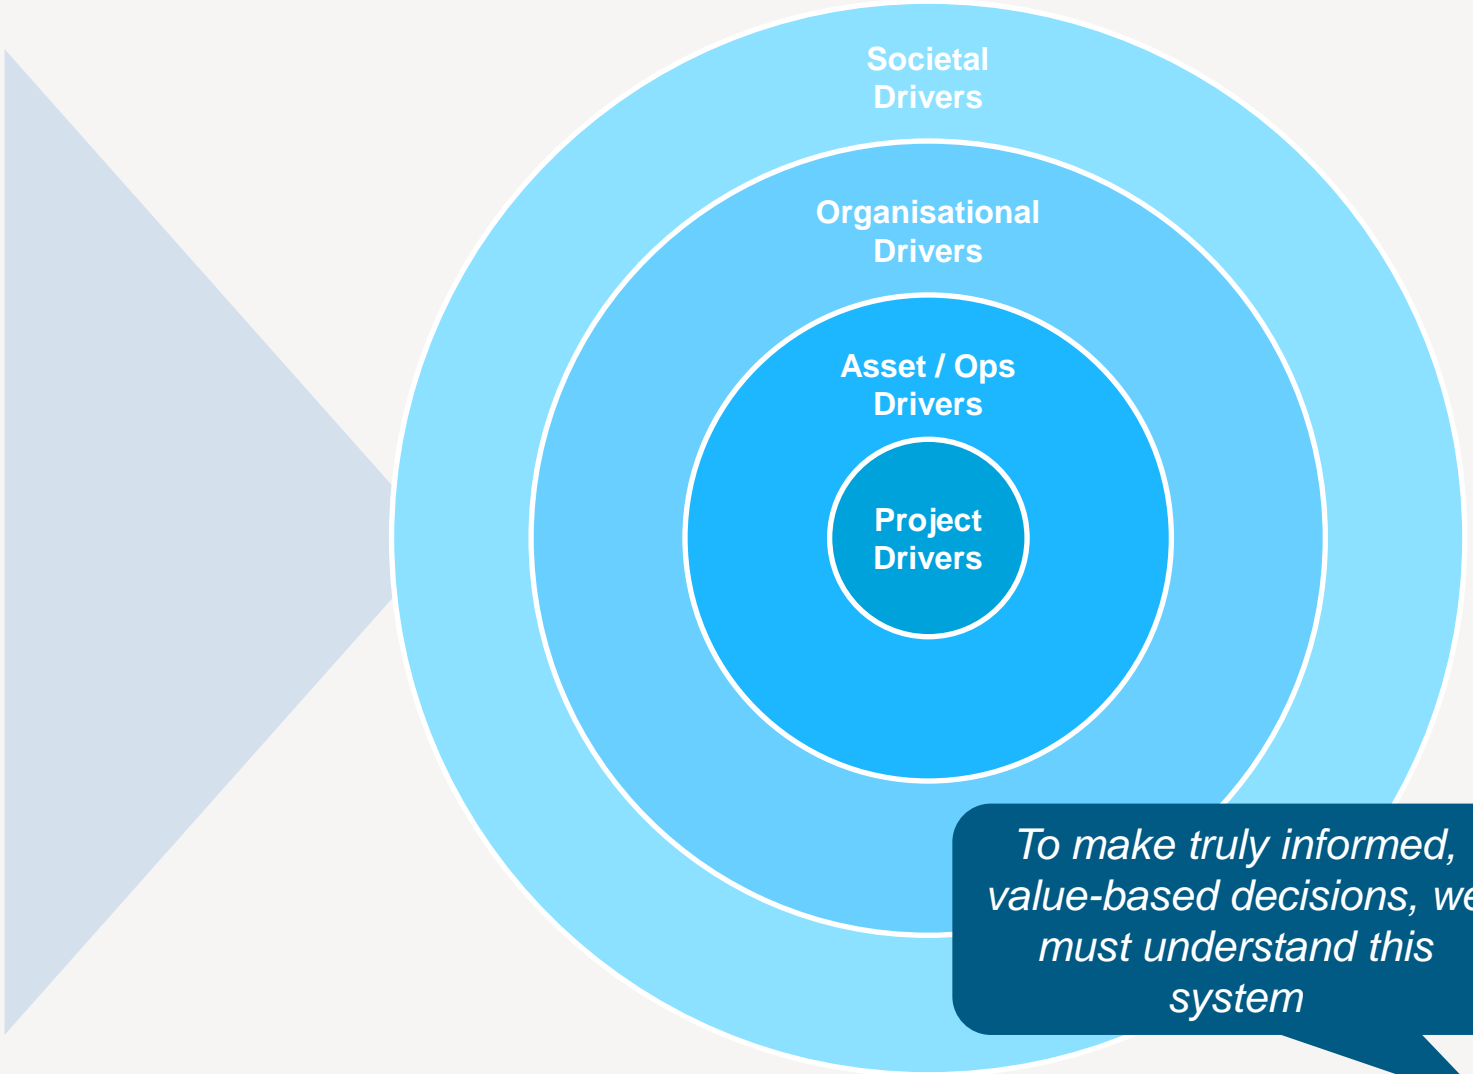 Societal
Drivers
Organisational
Drivers
Asset / Ops
Drivers
Project
Drivers
To make truly informed,
value-based decisions, we
must understand this
system